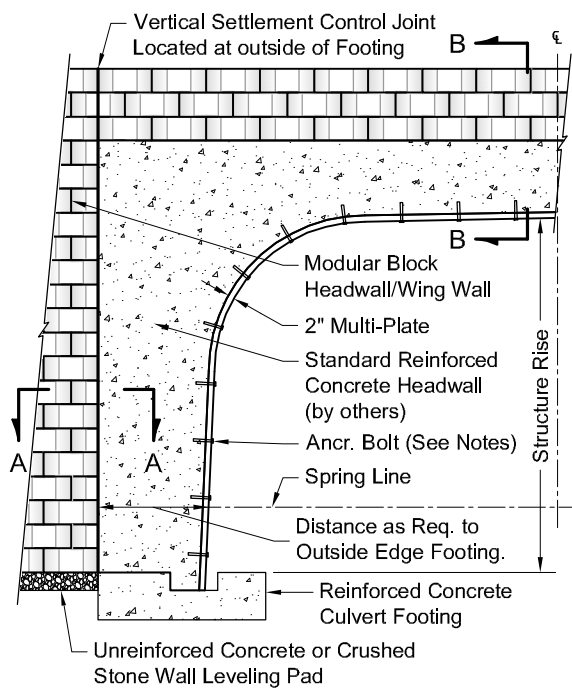 Vertical Settlement Control Joint
Located at outside of Footing
B
℄
B
Modular Block
Headwall/Wing Wall
2" Multi-Plate
Standard Reinforced
Concrete Headwall
(by others)
Structure Rise
A
A
Ancr. Bolt (See Notes)
Spring Line
Distance as Req. to
Outside Edge Footing.
Reinforced Concrete
Culvert Footing
Unreinforced Concrete or Crushed
Stone Wall Leveling Pad